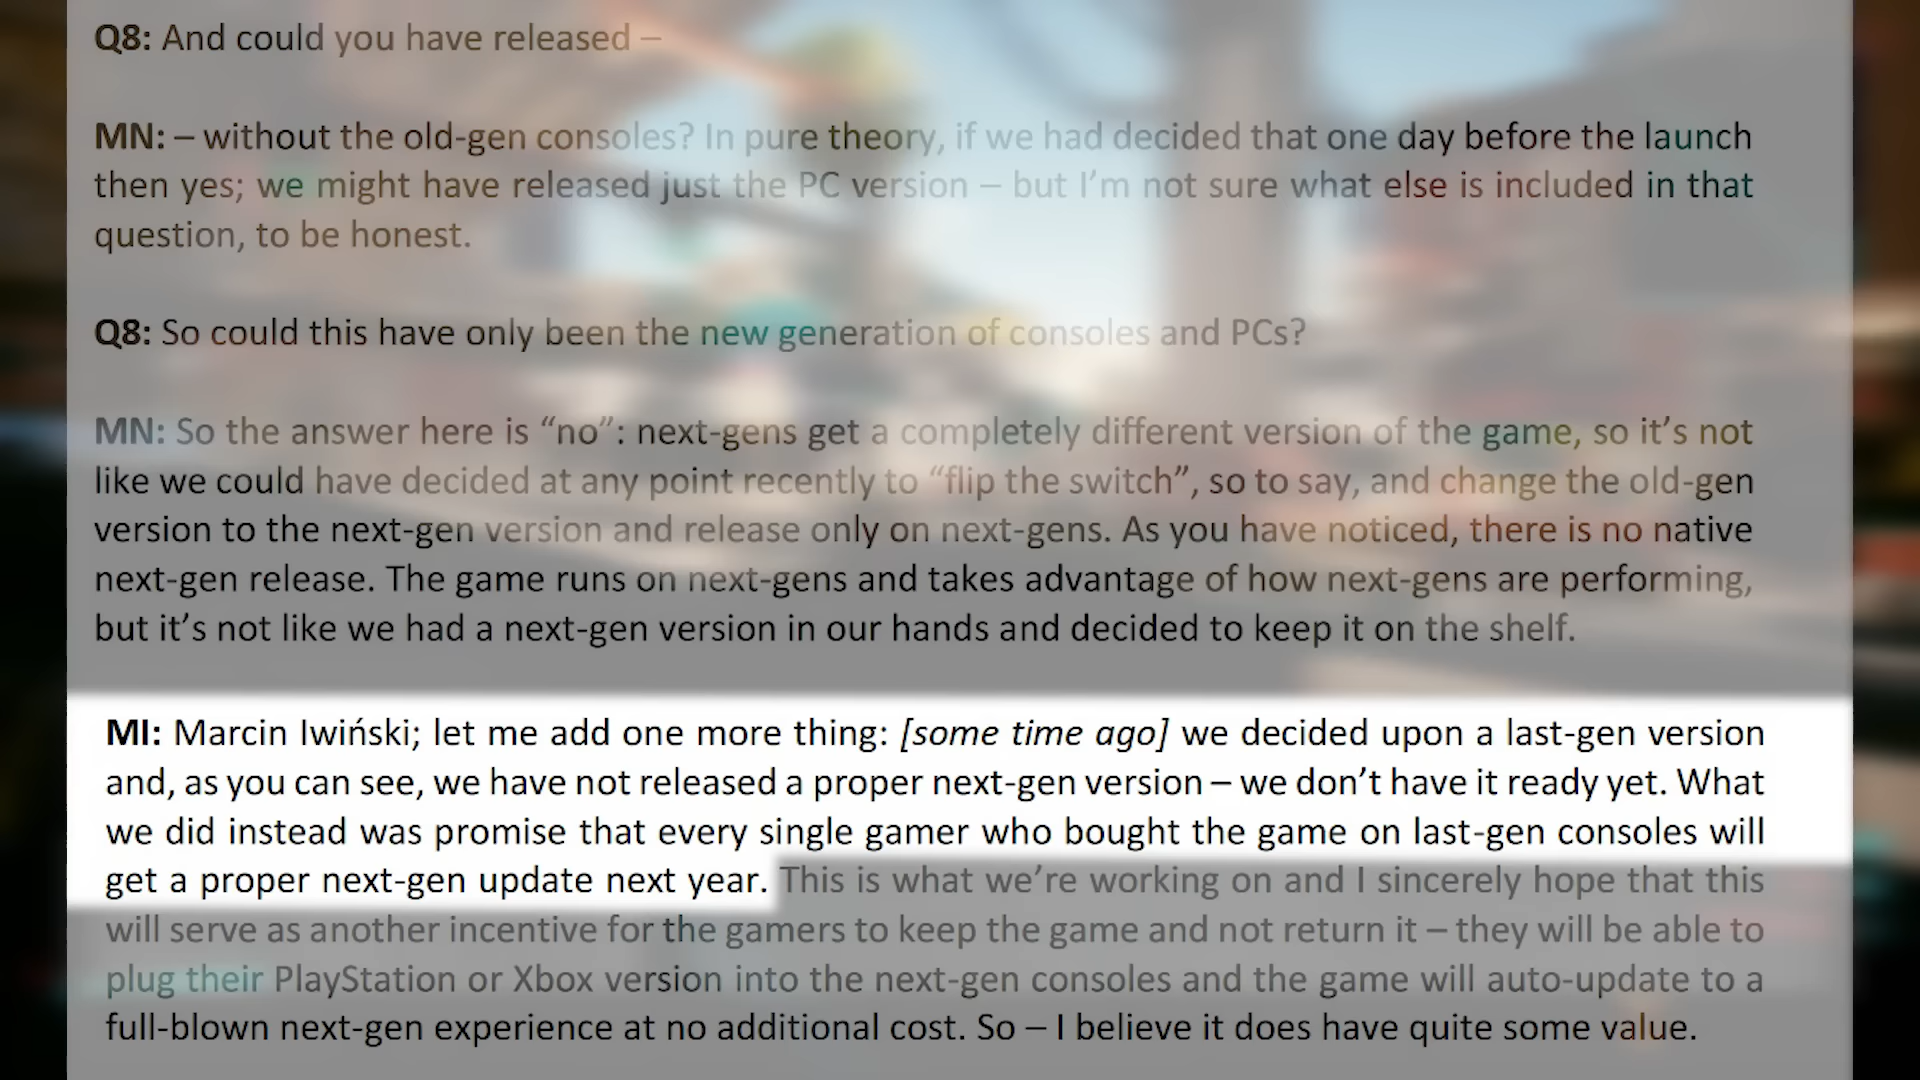 Q8: And could you have released –
MN: – without the old-gen consoles? In pure theory, if we had decided that one day before the launch
then yes; we might have released just the PC version – but I’m not sure what else is included in that
question, to be honest.
Q8: So could this have only been the new generation of consoles and PCs?
MN: So the answer here is “no”: next-gens get a completely different version of the game, so it’s not
like we could have decided at any point recently to “flip the switch”, so to say, and change the old-gen
version to the next-gen version and release only on next-gens. As you have noticed, there is no native
next-gen release. The game runs on next-gens and takes advantage of how next-gens are performing,
but it’s not like we had a next-gen version in our hands and decided to keep it on the shelf.
MI: Marcin Iwiński; let me add one more thing: [some time ago] we decided upon a last-gen version
and, as you can see, we have not released a proper next-gen version – we don’t have it ready yet. What
we did instead was promise that every single gamer who bought the game on last-gen consoles will
get a proper next-gen update next year. This is what we’re working on and I sincerely hope that this
will serve as another incentive for the gamers to keep the game and not return it – they will be able to
plug their PlayStation or Xbox version into the next-gen consoles and the game will auto-update to a
full-blown next-gen experience at no additional cost. So – I believe it does have quite some value.